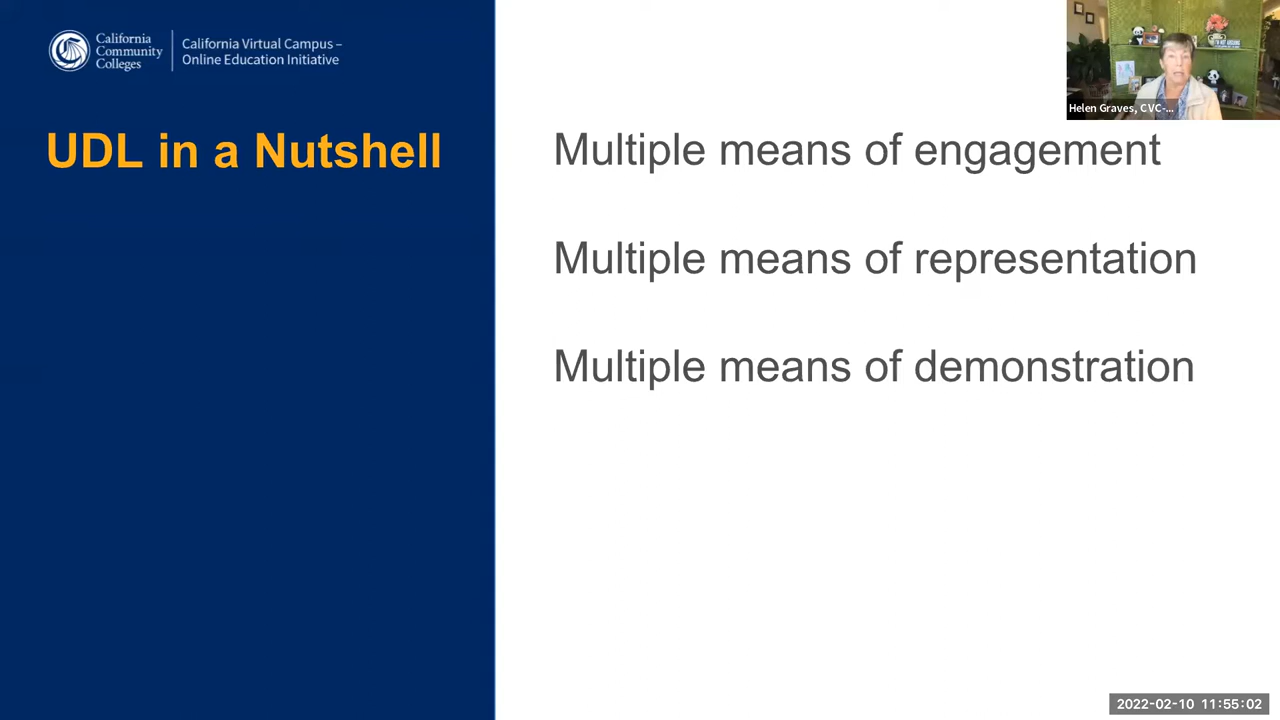 California
Community
Colleges
California Virtual Campus –
Online Education Initiative
UDL in a Nutshell
Multiple means of engagement
Multiple means of representation
Multiple means of demonstration
Helen Graves, CVC-...
2022-02-10 11:55:02